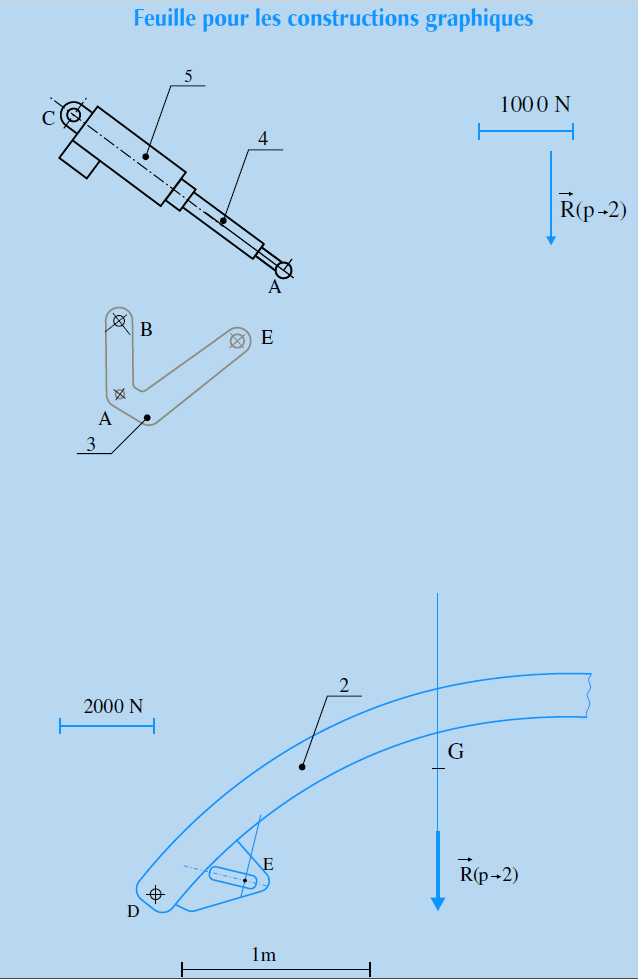 Feuille pour les constructions graphiques
5
C
4
1000 N
R(p→2)
A
B
E
A
3
2
2000 N
G
E
R(p→2)
D
1m